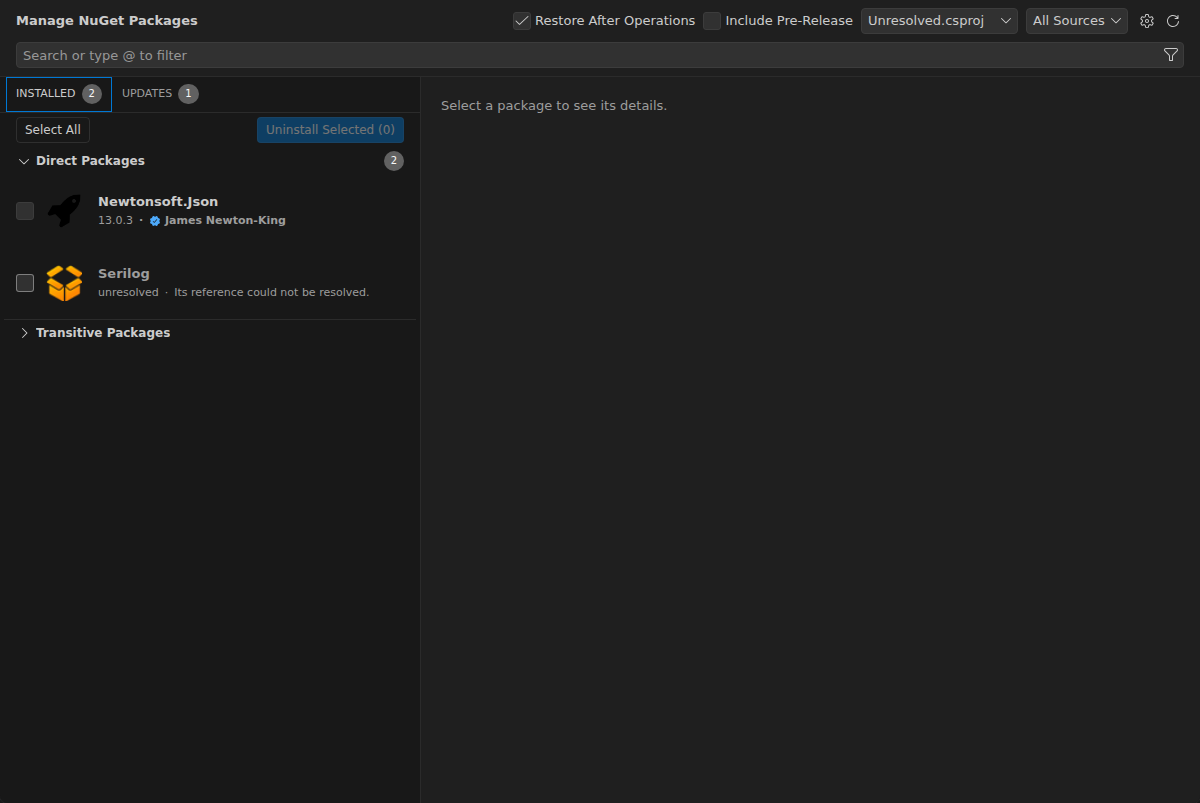 Manage NuGet Packages
Restore After Operations
Include Pre-Release
Unresolved.csproj
All Sources
Search or type @ to filter
INSTALLED 2
UPDATES 1
Select All
Uninstall Selected (0)
Direct Packages 2
Newtonsoft.Json
13.0.3 · James Newton-King
Serilog
unresolved · Its reference could not be resolved.
Transitive Packages
Select a package to see its details.